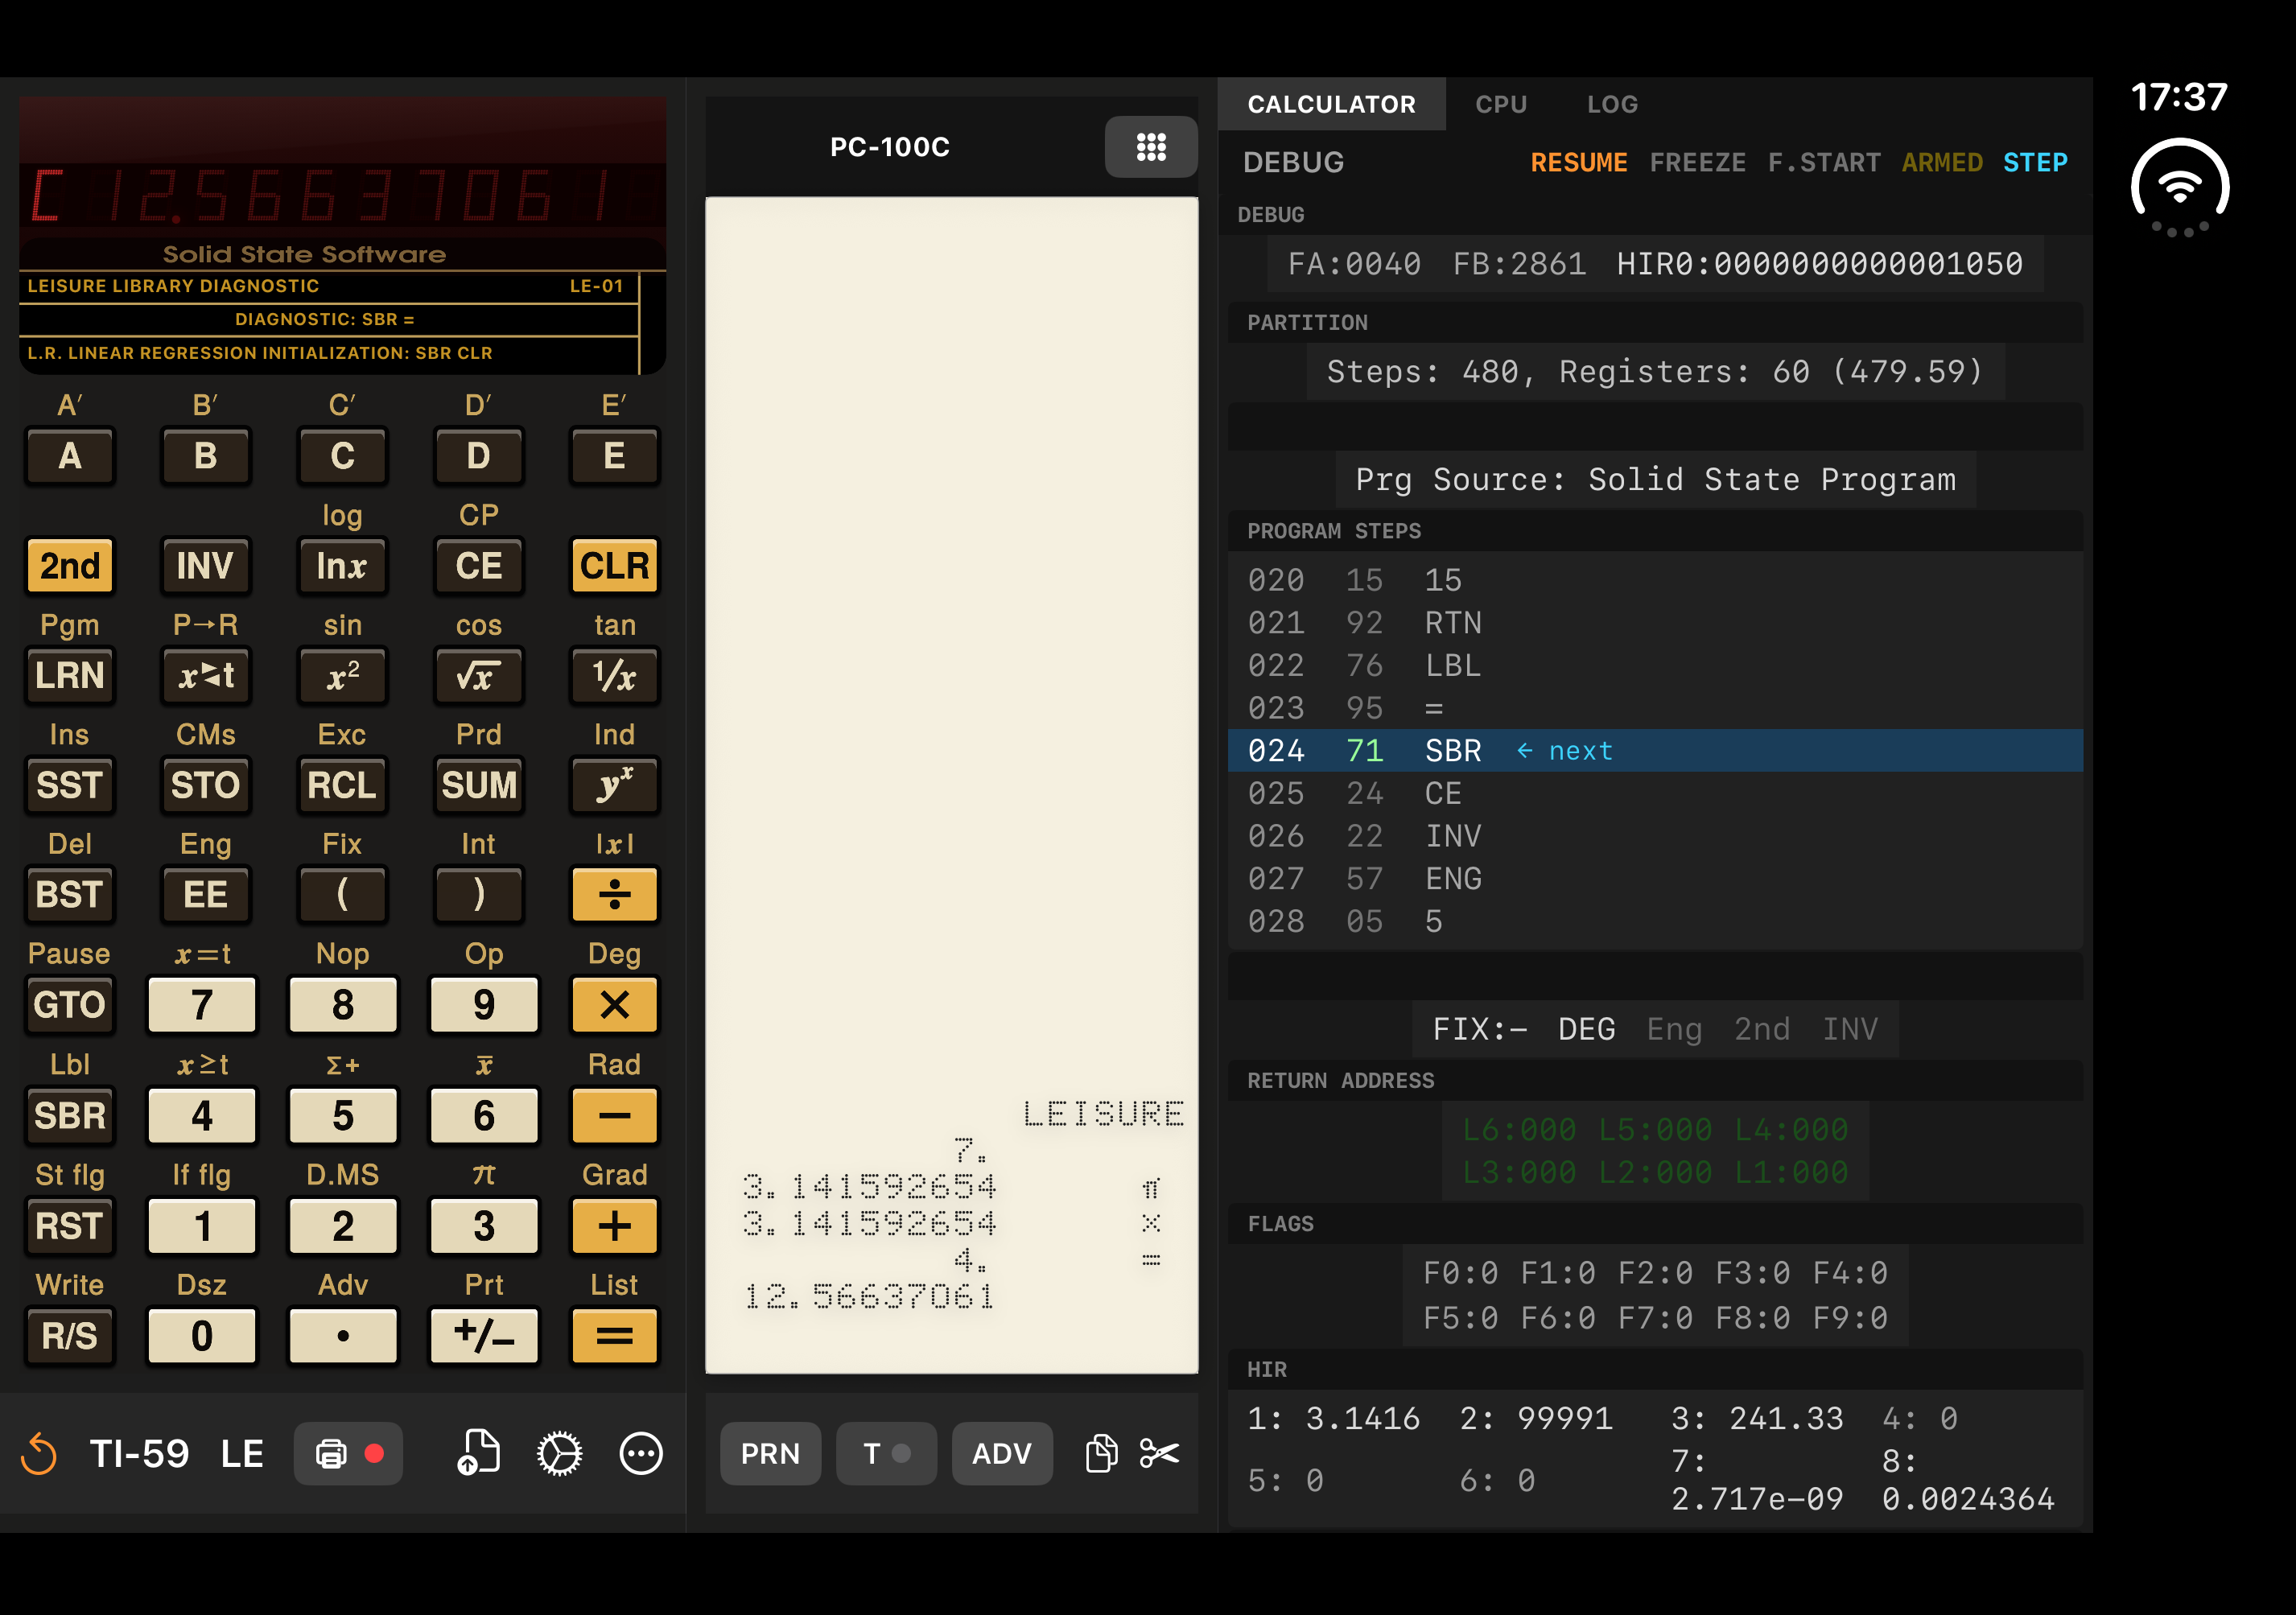 C 12.56637061
Solid State Software
LEISURE LIBRARY DIAGNOSTIC LE-01
DIAGNOSTIC: SBR =
L.R. LINEAR REGRESSION INITIALIZATION: SBR CLR
A′ B′ C′ D′ E′
A B C D E
log CP
2nd INV lnx CE CLR
Pgm P→R sin cos tan
LRN x⇄t x² √x 1/x
Ins CMs Exc Prd Ind
SST STO RCL SUM yˣ
Del Eng Fix Int |x|
BST EE ( ) ÷
Pause x=t Nop Op Deg
GTO 7 8 9 ×
Lbl x≥t Σ+ x̅ Rad
SBR 4 5 6 −
St flg If flg D.MS π Grad
RST 1 2 3 +
Write Dsz Adv Prt List
R/S 0 . +/− =
TI-59 LE
PC-100C
LEISURE
7.
3.141592654 π
3.141592654 ×
4. =
12.56637061
PRN T ADV
CALCULATOR CPU LOG
DEBUG RESUME FREEZE F.START ARMED STEP
DEBUG
FA:0040 FB:2861 HIR0:0000000000001050
PARTITION
Steps: 480, Registers: 60 (479.59)
Prg Source: Solid State Program
PROGRAM STEPS
020 15 15
021 92 RTN
022 76 LBL
023 95 =
024 71 SBR ← next
025 24 CE
026 22 INV
027 57 ENG
028 05 5
FIX:− DEG Eng 2nd INV
RETURN ADDRESS
L6:000 L5:000 L4:000
L3:000 L2:000 L1:000
FLAGS
F0:0 F1:0 F2:0 F3:0 F4:0
F5:0 F6:0 F7:0 F8:0 F9:0
HIR
1: 3.1416 2: 99991 3: 241.33 4: 0
5: 0 6: 0 7: 2.717e−09 8: 0.0024364
17:37